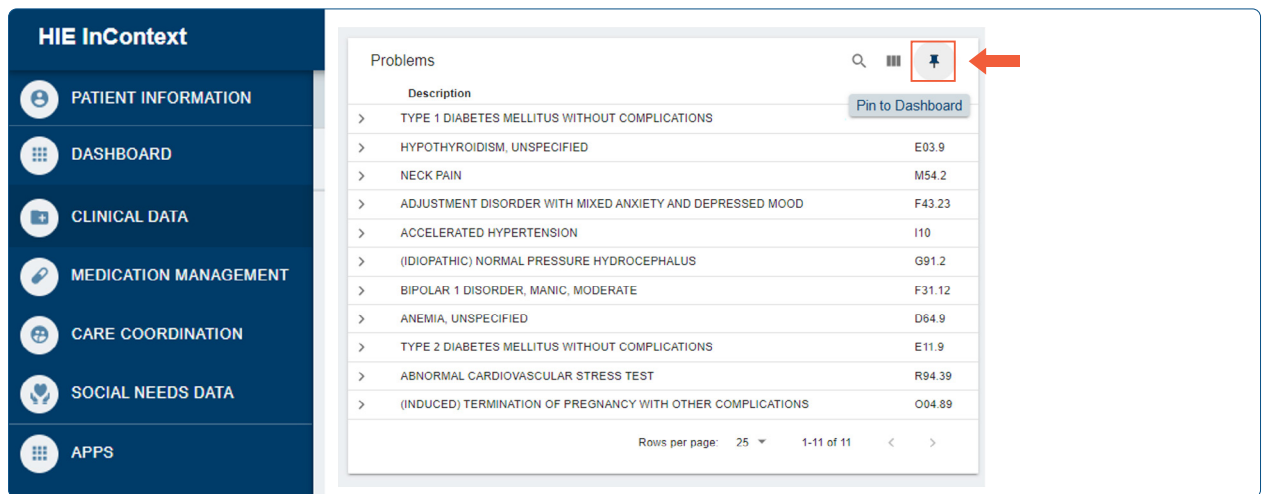 HIE InContext
PATIENT INFORMATION
DASHBOARD
CLINICAL DATA
MEDICATION MANAGEMENT
CARE COORDINATION
SOCIAL NEEDS DATA
APPS
Problems
Pin to Dashboard
Description
TYPE 1 DIABETES MELLITUS WITHOUT COMPLICATIONS
HYPOTHYROIDISM, UNSPECIFIED E03.9
NECK PAIN M54.2
ADJUSTMENT DISORDER WITH MIXED ANXIETY AND DEPRESSED MOOD F43.23
ACCELERATED HYPERTENSION I10
(IDIOPATHIC) NORMAL PRESSURE HYDROCEPHALUS G91.2
BIPOLAR 1 DISORDER, MANIC, MODERATE F31.12
ANEMIA, UNSPECIFIED D64.9
TYPE 2 DIABETES MELLITUS WITHOUT COMPLICATIONS E11.9
ABNORMAL CARDIOVASCULAR STRESS TEST R94.39
(INDUCED) TERMINATION OF PREGNANCY WITH OTHER COMPLICATIONS O04.89
Rows per page: 25 1-11 of 11